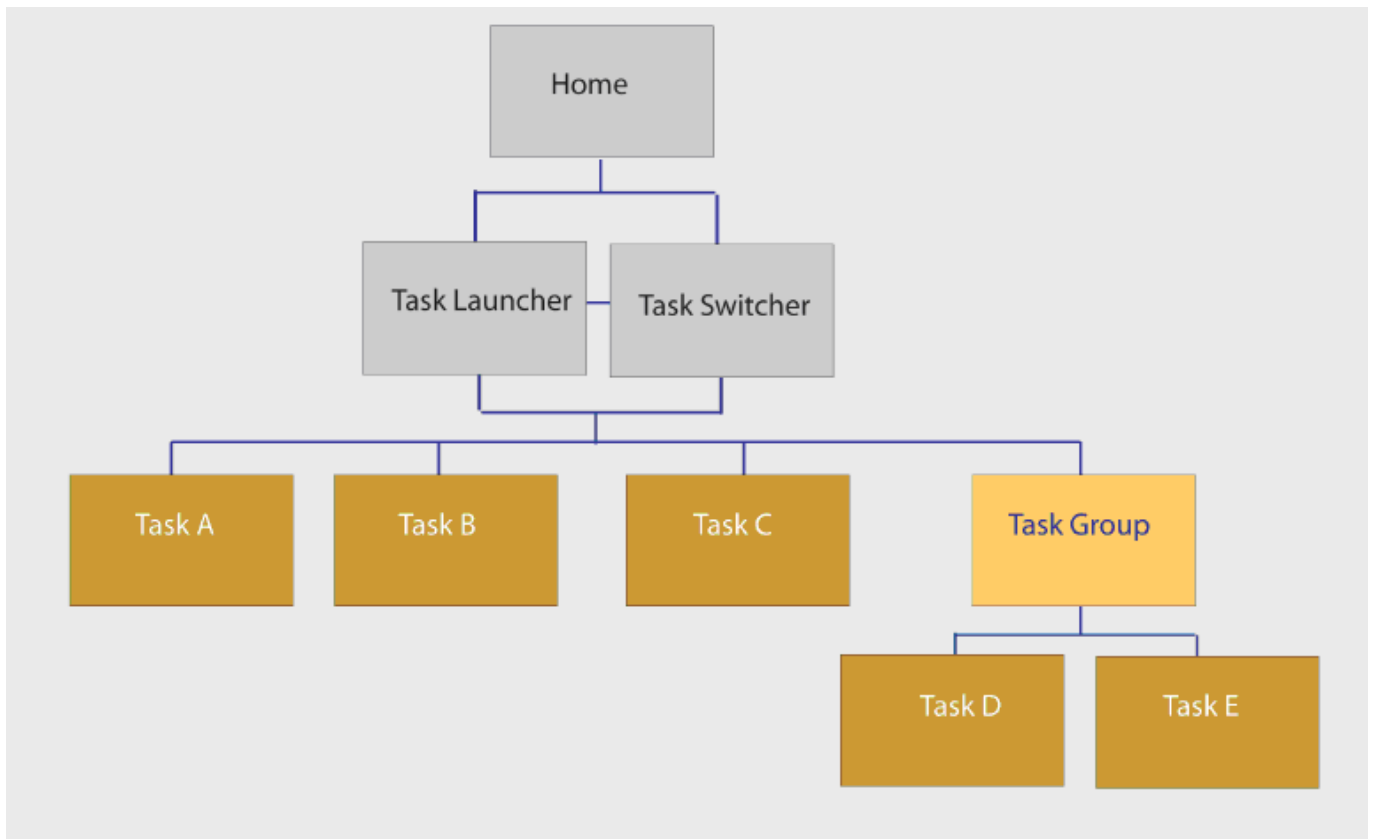 Home
Task Launcher
Task Switcher
Task A
Task B
Task C
Task Group
Task D
Task E